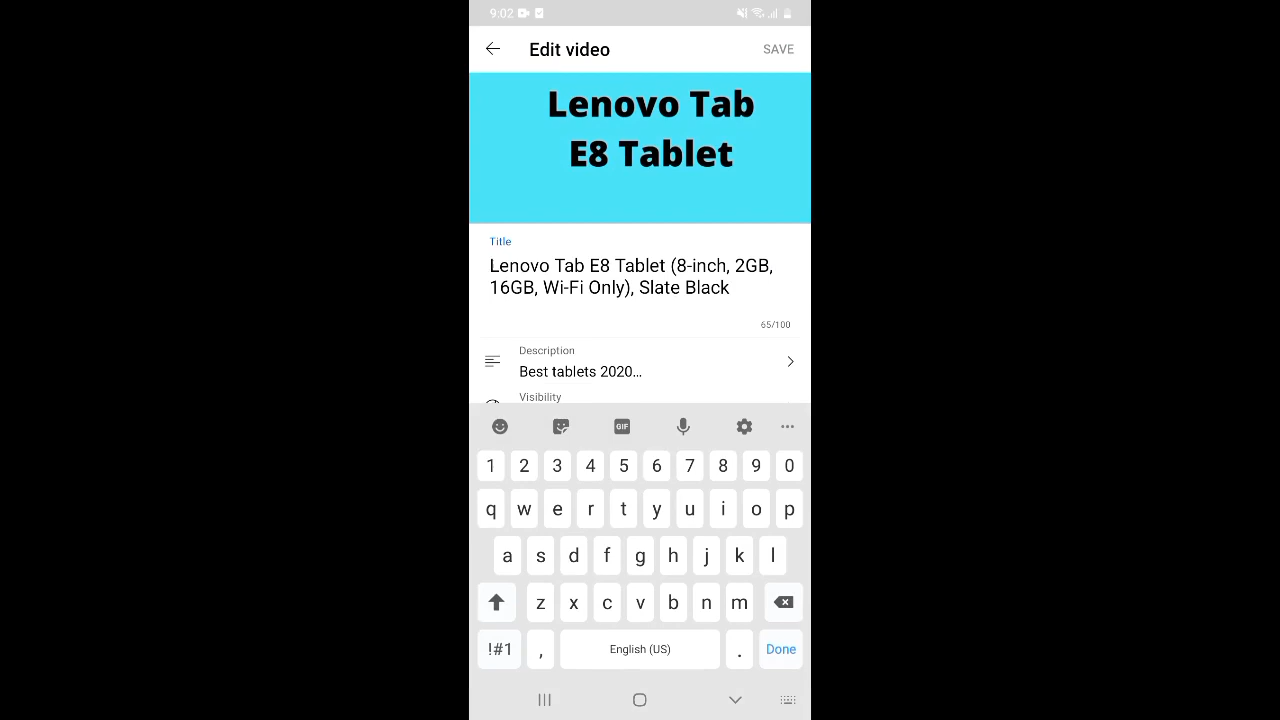 9:02
Edit video
SAVE
Lenovo Tab
E8 Tablet
Title
Lenovo Tab E8 Tablet (8-inch, 2GB,
16GB, Wi-Fi Only), Slate Black
65/100
Description
Best tablets 2020...
Visibility
GIF
1 2 3 4 5 6 7 8 9 0
q w e r t y u i o p
a s d f g h j k l
z x c v b n m
!#1 , English (US) . Done